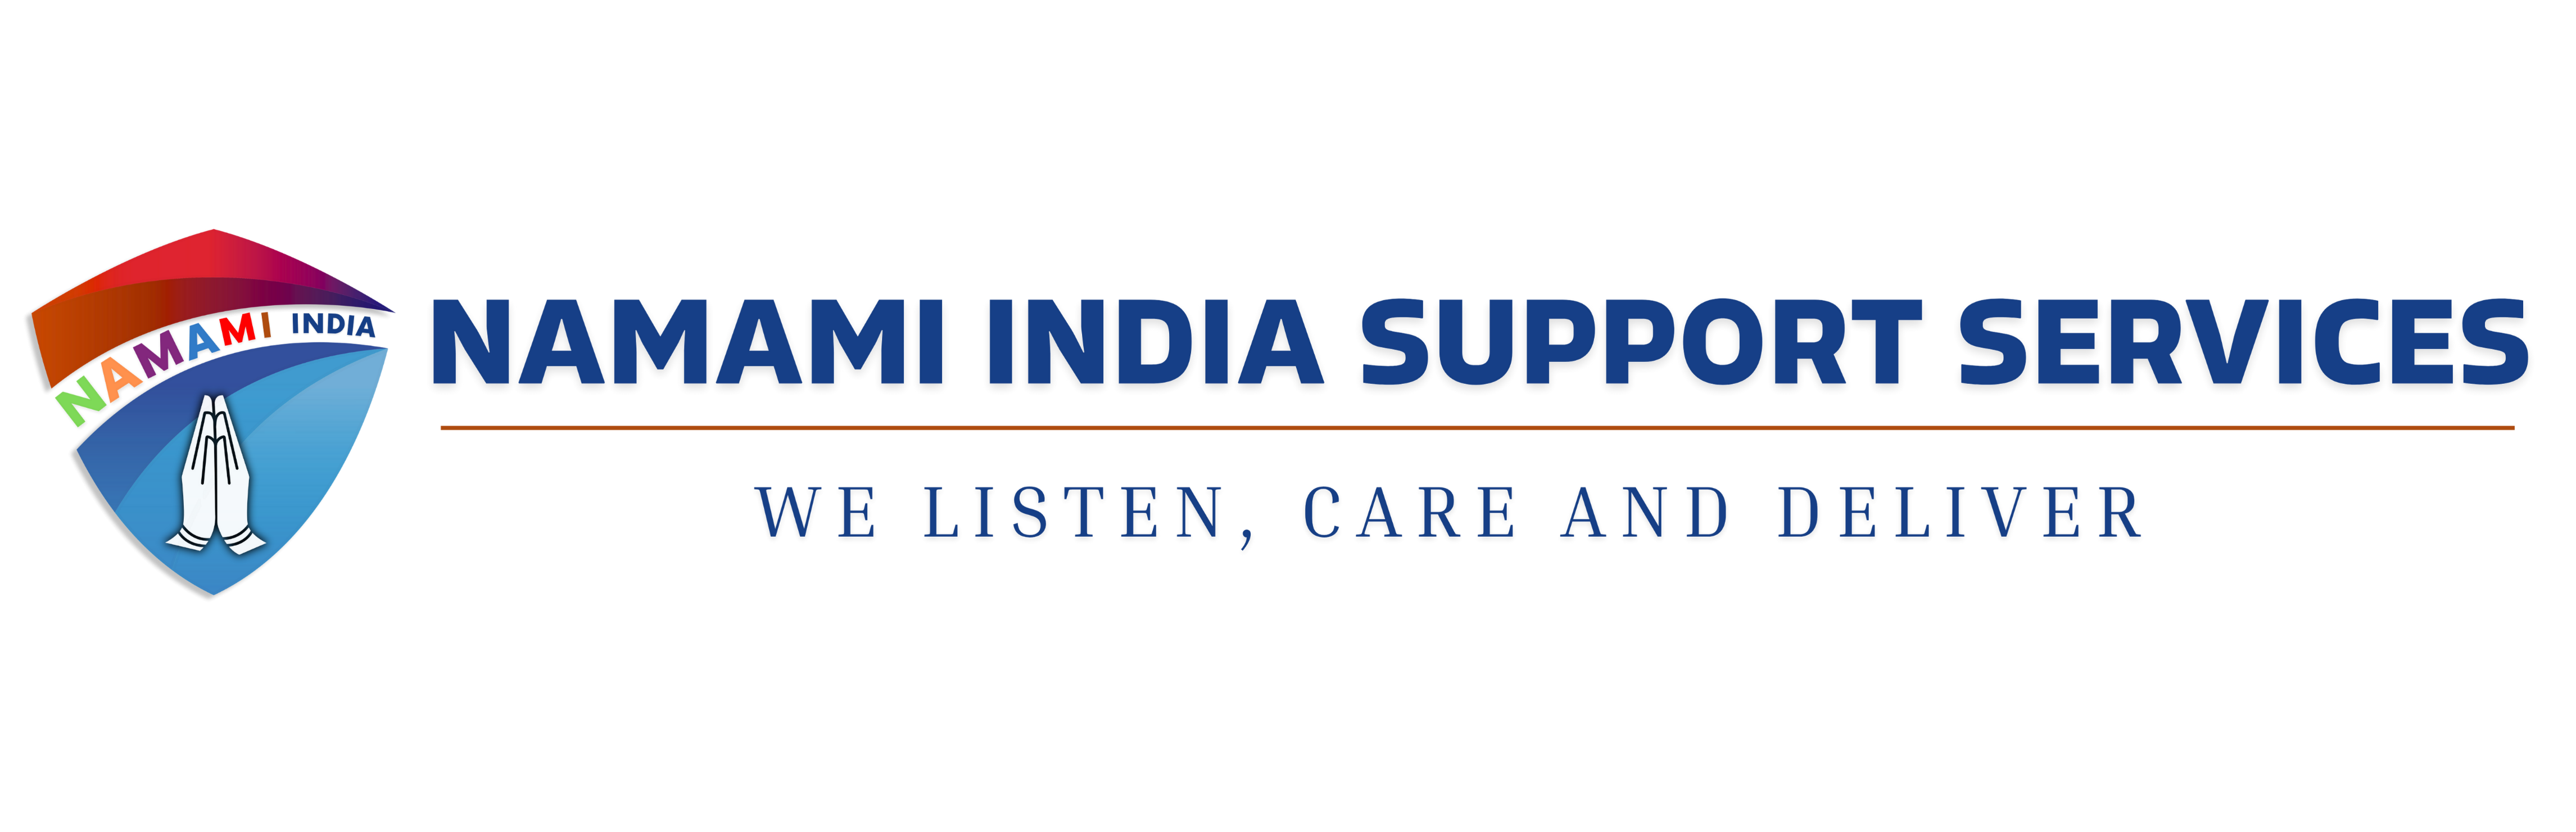 NAMAMI INDIA
NAMAMI INDIA SUPPORT SERVICES
WE LISTEN, CARE AND DELIVER